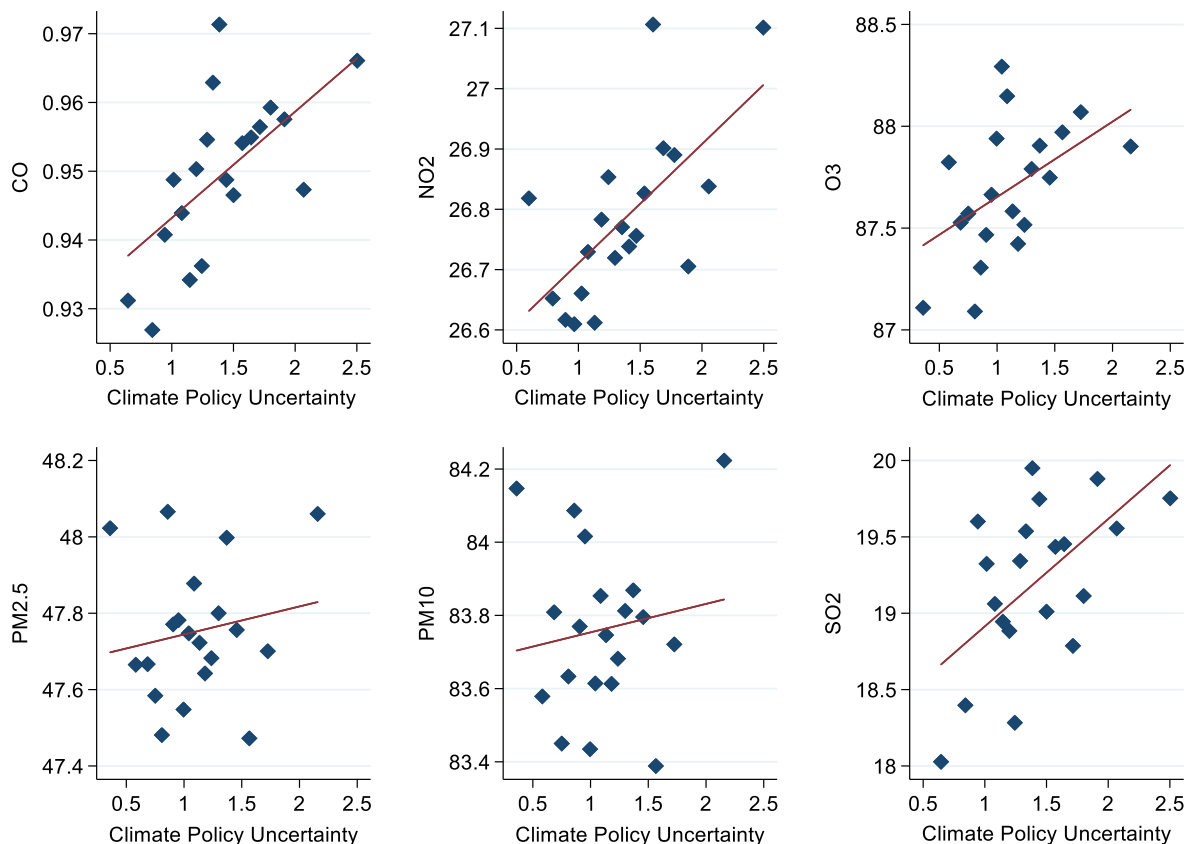 CO
0.97
0.96
0.95
0.94
0.93
0.5 1 1.5 2 2.5
Climate Policy Uncertainty
NO2
27.1
27
26.9
26.8
26.7
26.6
0.5 1 1.5 2 2.5
Climate Policy Uncertainty
O3
88.5
88
87.5
87
0.5 1 1.5 2 2.5
Climate Policy Uncertainty
PM2.5
48.2
48
47.8
47.6
47.4
0.5 1 1.5 2 2.5
Climate Policy Uncertainty
PM10
84.2
84
83.8
83.6
83.4
0.5 1 1.5 2 2.5
Climate Policy Uncertainty
SO2
20
19.5
19
18.5
18
0.5 1 1.5 2 2.5
Climate Policy Uncertainty